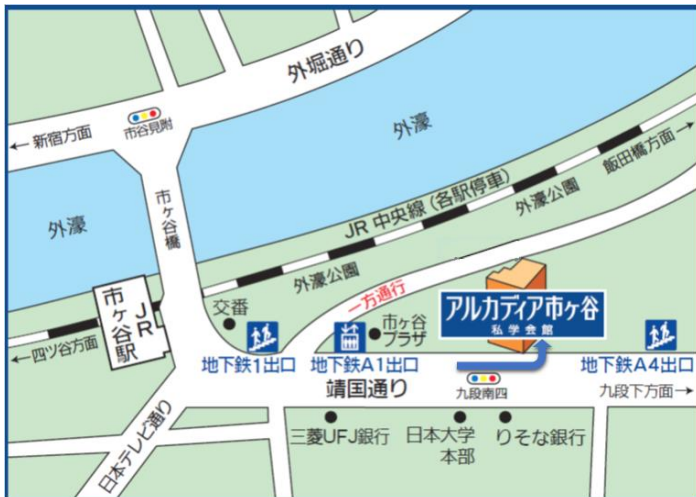 外堀通り
← 新宿方面
市谷見附
外濠
飯田橋方面 →
市ヶ谷橋
外濠
JR 中央線 (各駅停車)
外濠公園
外濠公園
一方通行
アルカディア市ヶ谷
私学会館
JR
市ヶ谷駅
交番
市ヶ谷
プラザ
← 四ツ谷方面
地下鉄1出口
地下鉄A1出口
地下鉄A4出口
靖国通り
九段南四
九段下方面→
日本テレビ通り
三菱UFJ銀行
日本大学
本部
りそな銀行